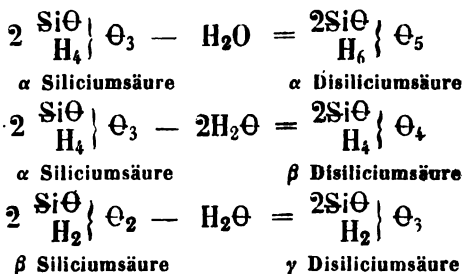 2 SiΘ H₄} Θ₃ — H₂O = 2SiΘ H₆} Θ₅
α Siliciumsäure α Disiliciumsäure
2 SiΘ H₄} Θ₃ — 2H₂Θ = 2SiΘ H₄} Θ₄
α Siliciumsäure β Disiliciumsäure
2 SiΘ H₂} Θ₂ — H₂Θ = 2SiΘ H₂} Θ₃
β Siliciumsäure γ Disiliciumsäure